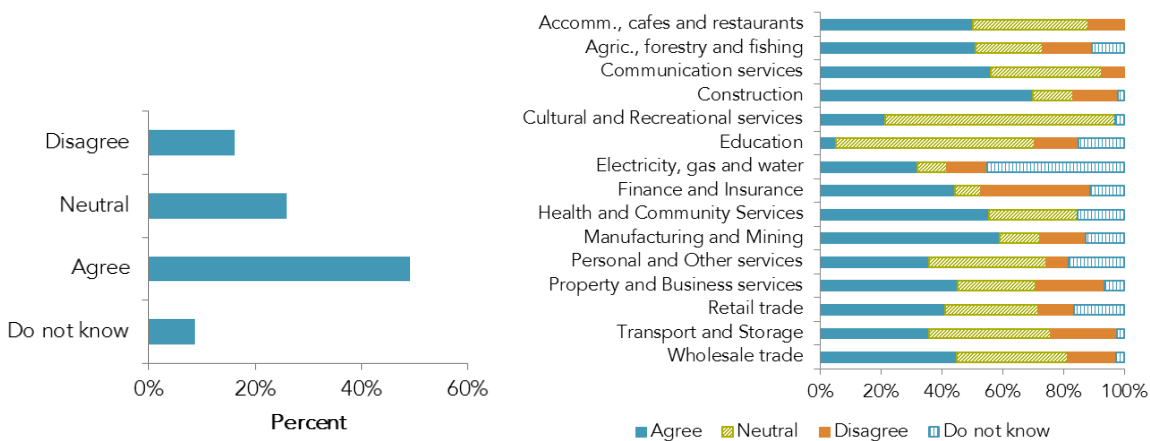 Disagree
Neutral
Agree
Do not know
0%
20%
40%
60%
Percent
Accomm., cafes and restaurants
Agric., forestry and fishing
Communication services
Construction
Cultural and Recreational services
Education
Electricity, gas and water
Finance and Insurance
Health and Community Services
Manufacturing and Mining
Personal and Other services
Property and Business services
Retail trade
Transport and Storage
Wholesale trade
0% 20% 40% 60% 80% 100%
Agree Neutral Disagree Do not know